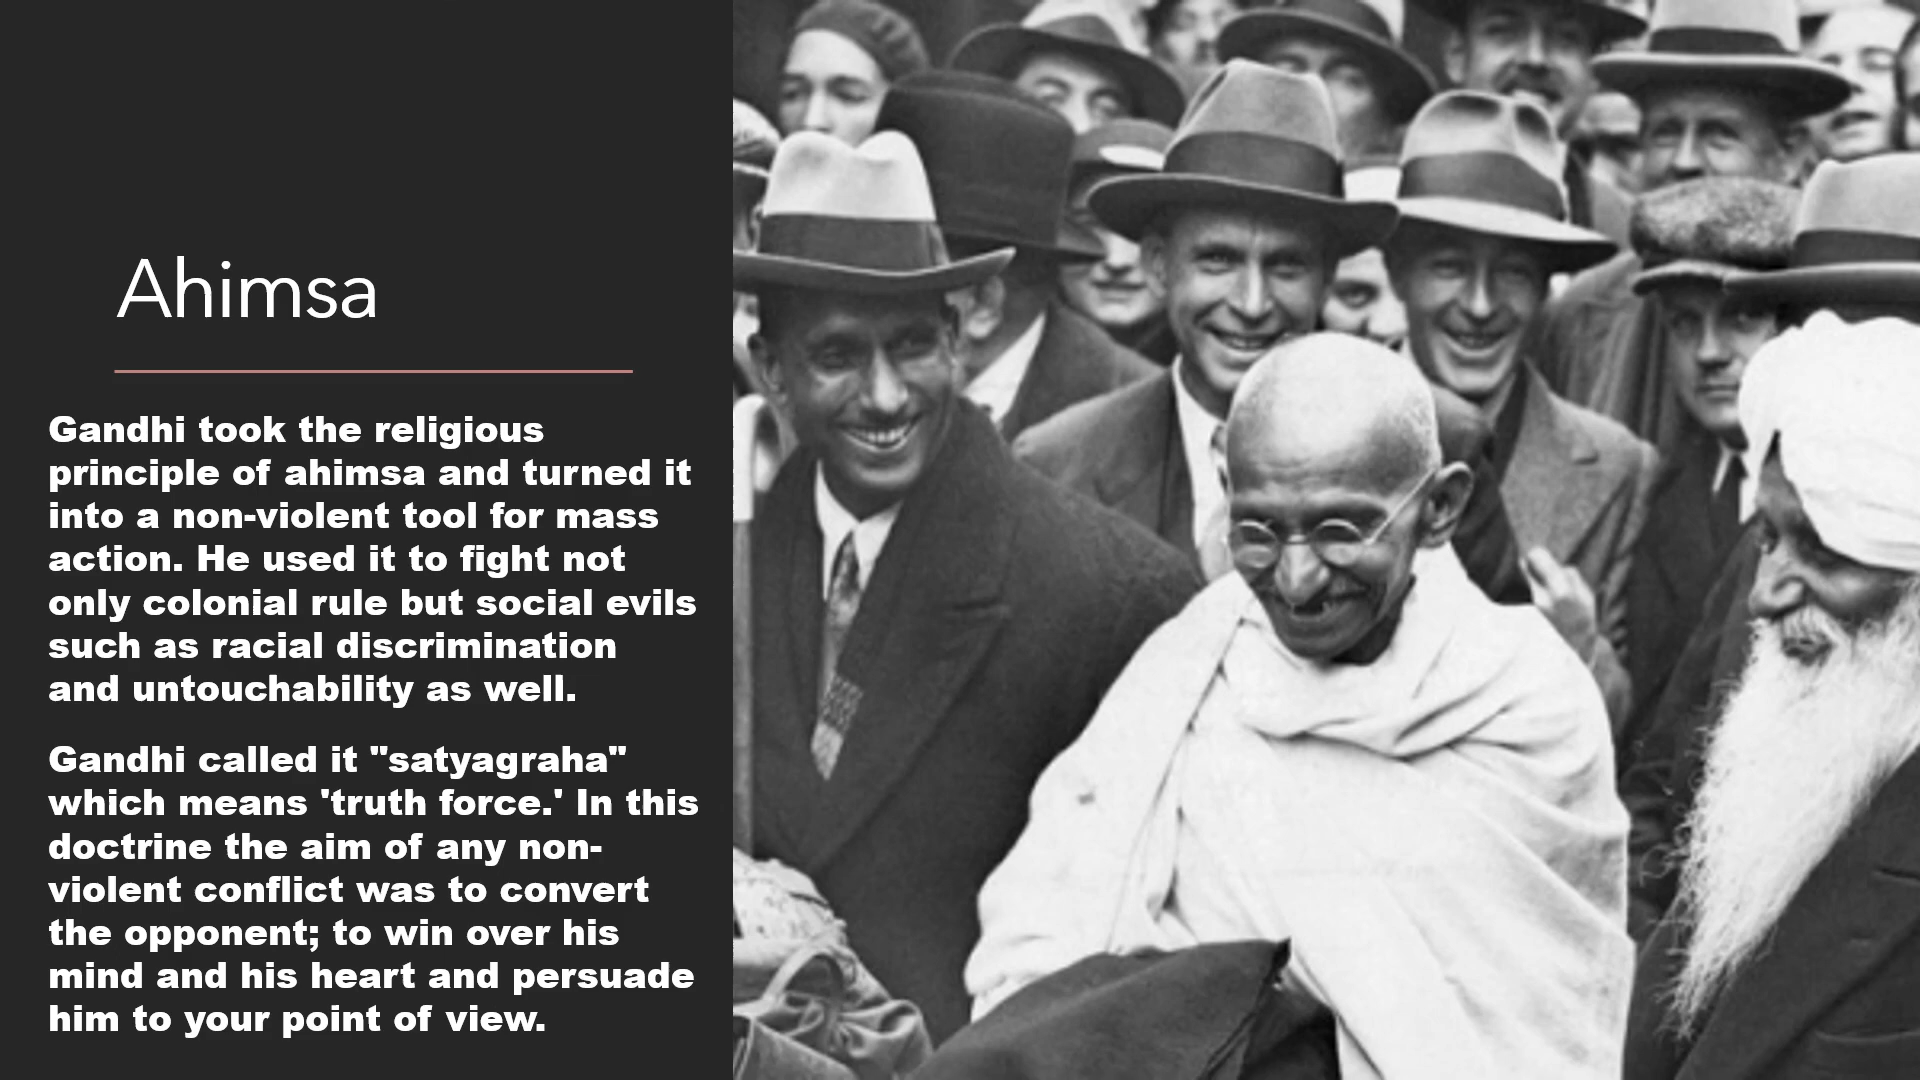 Ahimsa
Gandhi took the religious
principle of ahimsa and turned it
into a non-violent tool for mass
action. He used it to fight not
only colonial rule but social evils
such as racial discrimination
and untouchability as well.
Gandhi called it "satyagraha"
which means 'truth force.' In this
doctrine the aim of any non-
violent conflict was to convert
the opponent; to win over his
mind and his heart and persuade
him to your point of view.